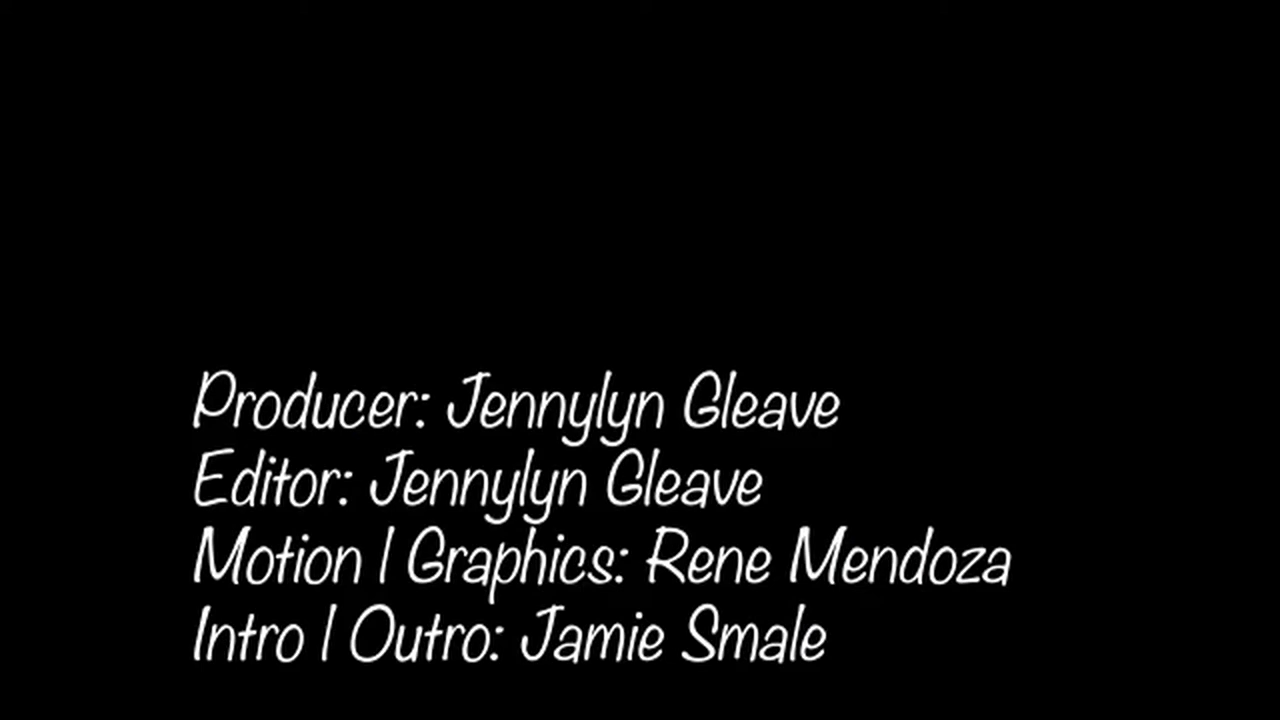 Producer: Jennylyn Gleave
Editor: Jennylyn Gleave
Motion | Graphics: Rene Mendoza
Intro | Outro: Jamie Smale